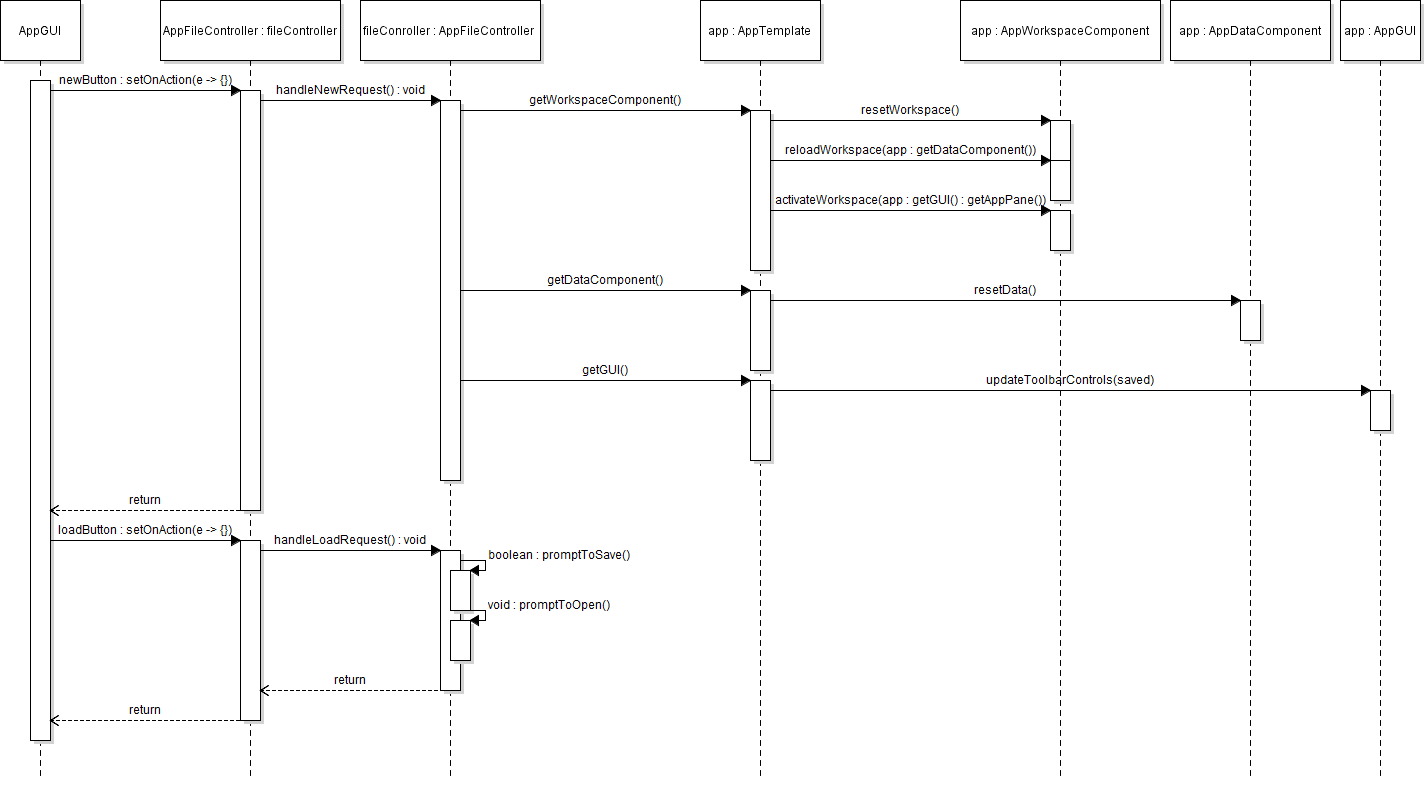 AppGUI
AppFileController : fileController
fileConroller : AppFileController
app : AppTemplate
app : AppWorkspaceComponent
app : AppDataComponent
app : AppGUI
newButton : setOnAction(e -> {})
handleNewRequest() : void
getWorkspaceComponent()
resetWorkspace()
reloadWorkspace(app : getDataComponent())
activateWorkspace(app : getGUI() : getAppPane())
getDataComponent()
resetData()
getGUI()
updateToolbarControls(saved)
return
loadButton : setOnAction(e -> {})
handleLoadRequest() : void
boolean : promptToSave()
void : promptToOpen()
return
return